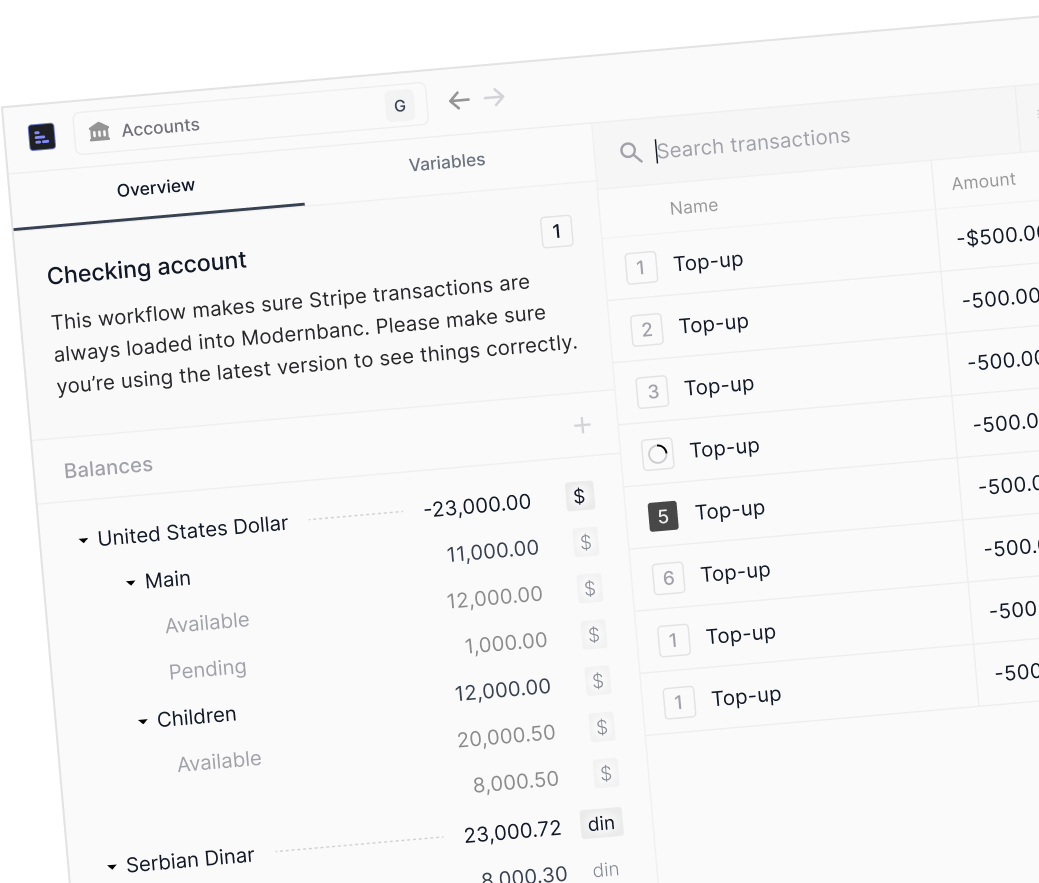 Accounts G
Overview
Variables
1
Checking account
This workflow makes sure Stripe transactions are
always loaded into Modernbanc. Please make sure
you’re using the latest version to see things correctly.
Balances
United States Dollar -23,000.00 $
Main 11,000.00 $
Available 12,000.00 $
Pending 1,000.00 $
Children 12,000.00 $
Available 20,000.50 $
8,000.50 $
Serbian Dinar 23,000.72 din
8,000.30 din
Search transactions
Name Amount
1 Top-up -$500.00
2 Top-up -500.00
3 Top-up -500.00
Top-up -500.0
5 Top-up -500.0
6 Top-up -500.
1 Top-up -500
1 Top-up -500